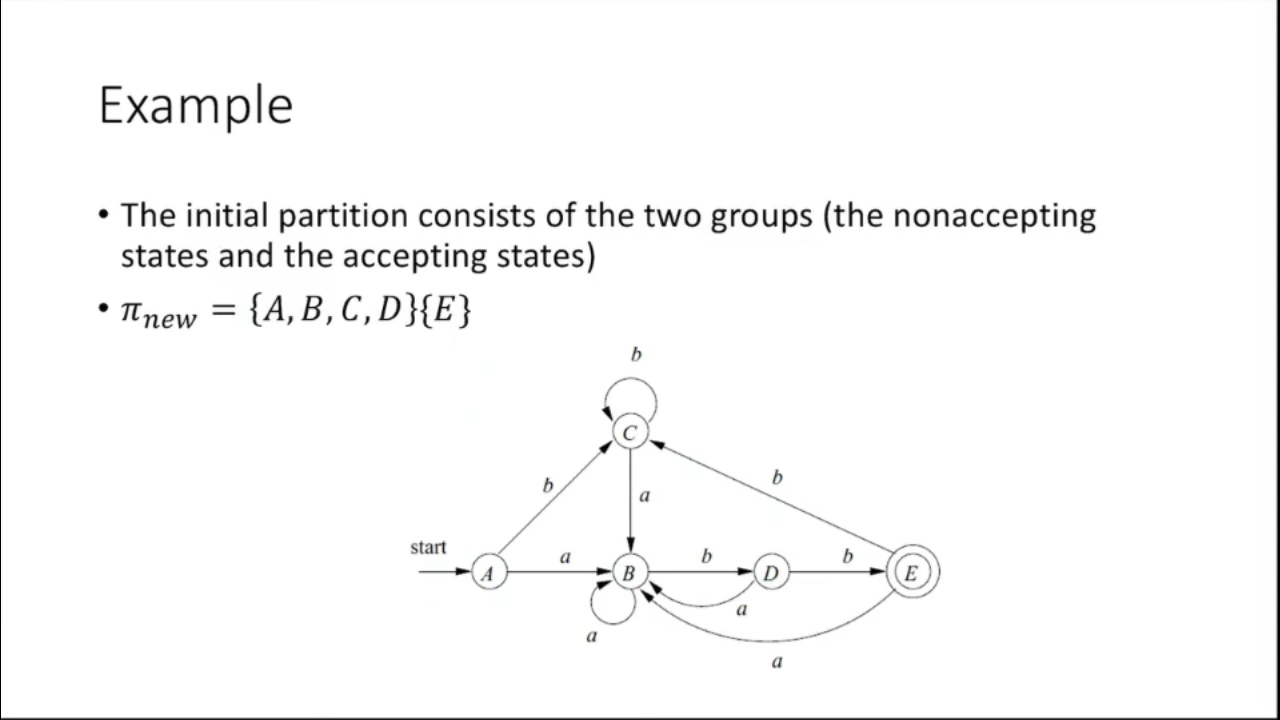 Example
• The initial partition consists of the two groups (the nonaccepting
states and the accepting states)
• π_new = {A, B, C, D}{E}
b
C
b
b
a
start
A
a
B
b
D
b
E
a
a
a